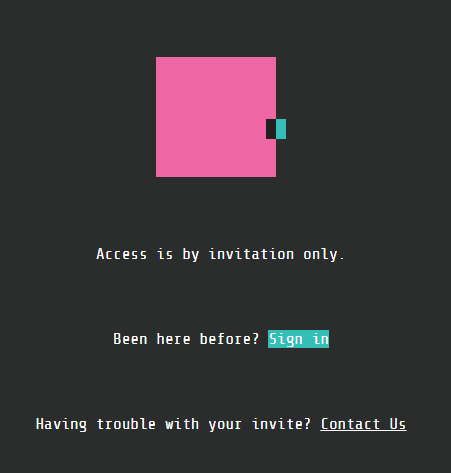 Access is by invitation only.
Been here before? Sign in
Having trouble with your invite? Contact Us